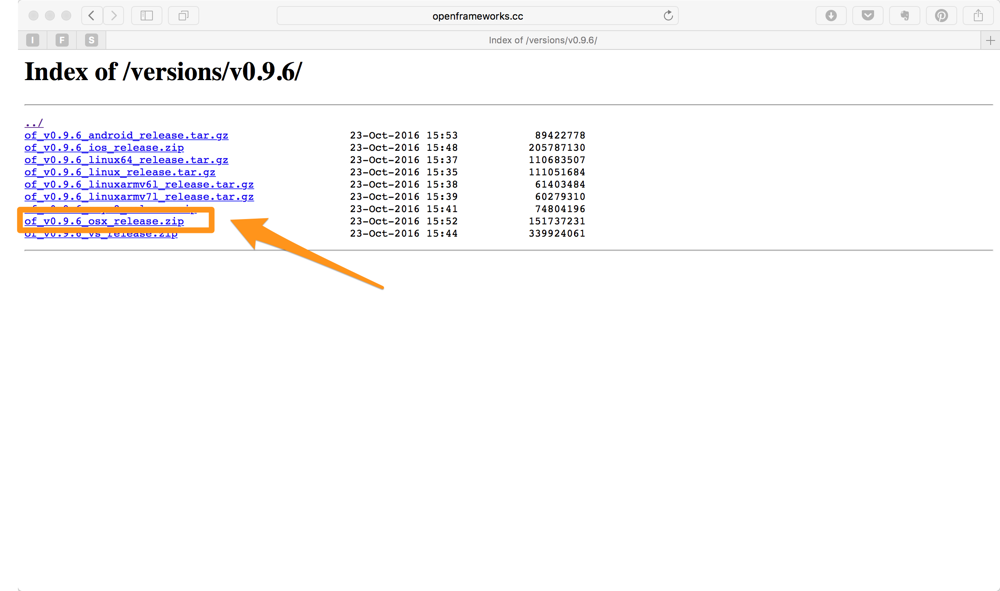 openframeworks.cc
I F S Index of /versions/v0.9.6/
Index of /versions/v0.9.6/
../
of_v0.9.6_android_release.tar.gz 23-Oct-2016 15:53 89422778
of_v0.9.6_ios_release.zip 23-Oct-2016 15:48 205787130
of_v0.9.6_linux64_release.tar.gz 23-Oct-2016 15:37 110683507
of_v0.9.6_linux_release.tar.gz 23-Oct-2016 15:35 111051684
of_v0.9.6_linuxarmv6l_release.tar.gz 23-Oct-2016 15:38 61403484
of_v0.9.6_linuxarmv7l_release.tar.gz 23-Oct-2016 15:39 60279310
23-Oct-2016 15:41 74804196
of_v0.9.6_osx_release.zip 23-Oct-2016 15:52 151737231
of_v0.9.6_vs_release.zip 23-Oct-2016 15:44 339924061